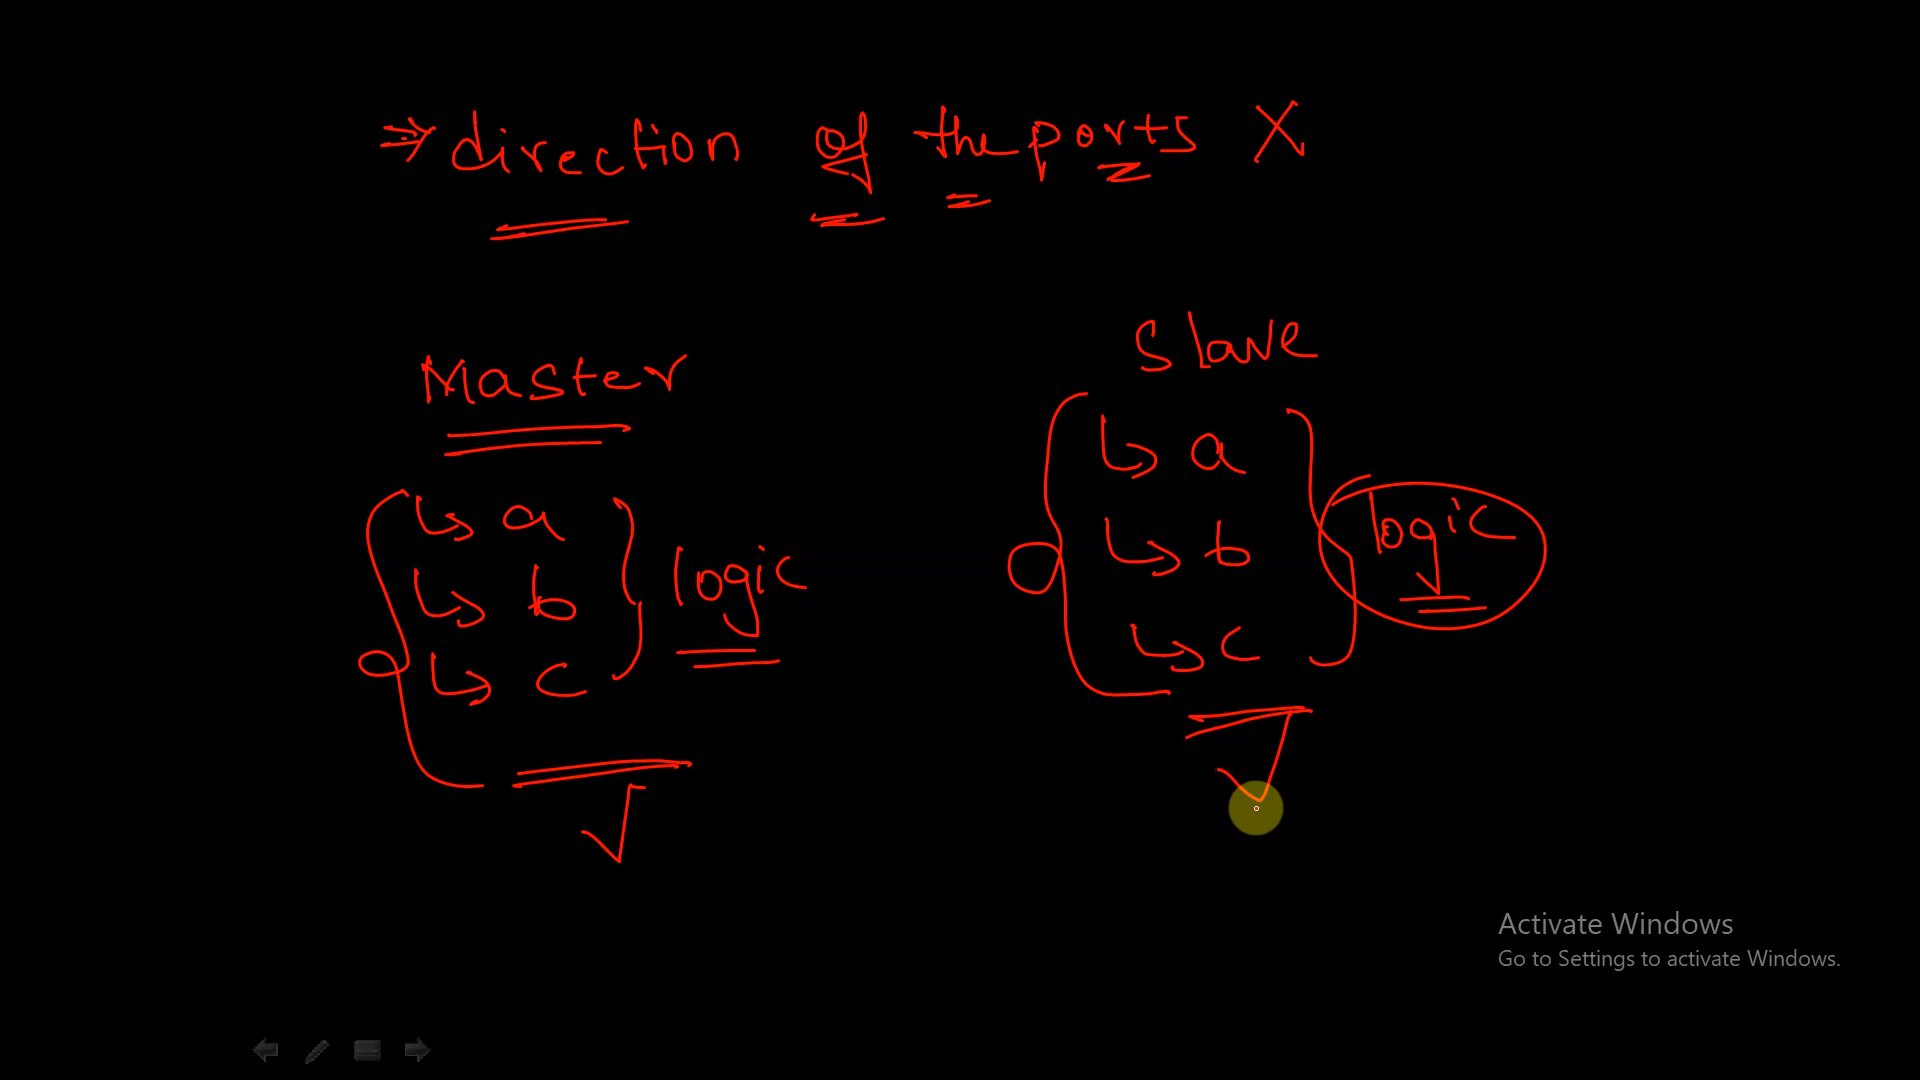 ⇒ direction of the ports X
Master
↳ a
↳ b
↳ c
logic
Slave
↳ a
↳ b
↳ c
logic
Activate Windows
Go to Settings to activate Windows.